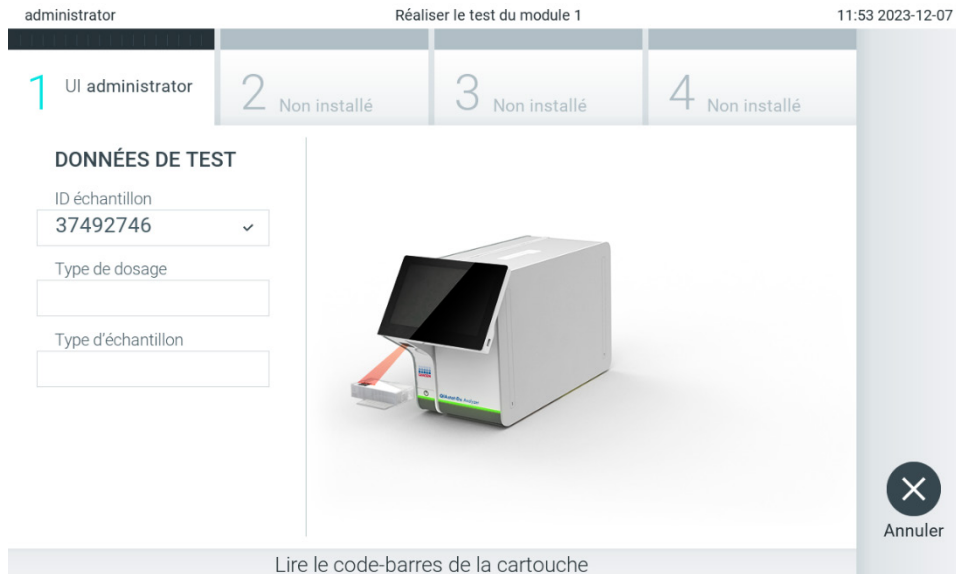 administrator
Réaliser le test du module 1
11:53 2023-12-07
1 UI administrator
2 Non installé
3 Non installé
4 Non installé
DONNÉES DE TEST
ID échantillon
37492746
Type de dosage
Type d'échantillon
Annuler
Lire le code-barres de la cartouche